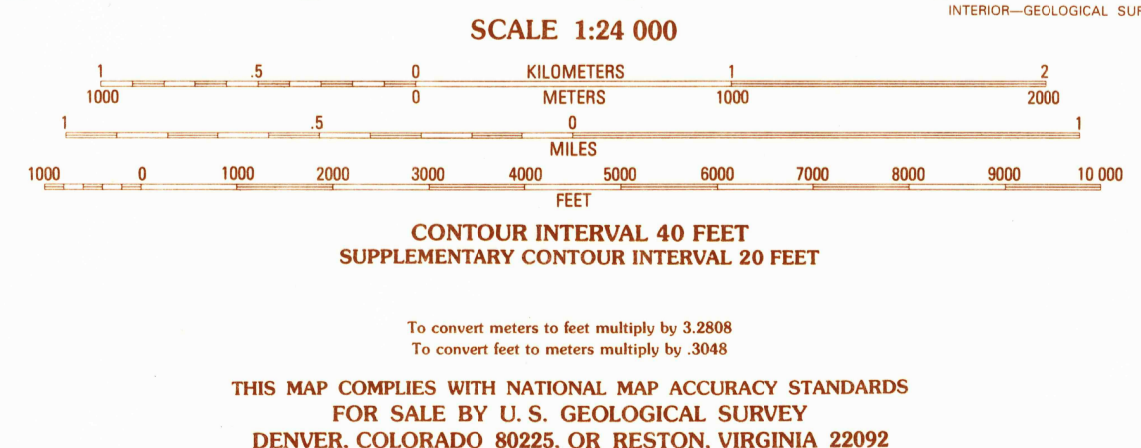 INTERIOR—GEOLOGICAL SUR
SCALE 1:24 000
1 .5 0 KILOMETERS 1 2
1000 0 METERS 1000 2000
1 .5 0 1
MILES
1000 0 1000 2000 3000 4000 5000 6000 7000 8000 9000 10 000
FEET
CONTOUR INTERVAL 40 FEET
SUPPLEMENTARY CONTOUR INTERVAL 20 FEET
To convert meters to feet multiply by 3.2808
To convert feet to meters multiply by .3048
THIS MAP COMPLIES WITH NATIONAL MAP ACCURACY STANDARDS
FOR SALE BY U. S. GEOLOGICAL SURVEY
DENVER, COLORADO 80225, OR RESTON, VIRGINIA 22092